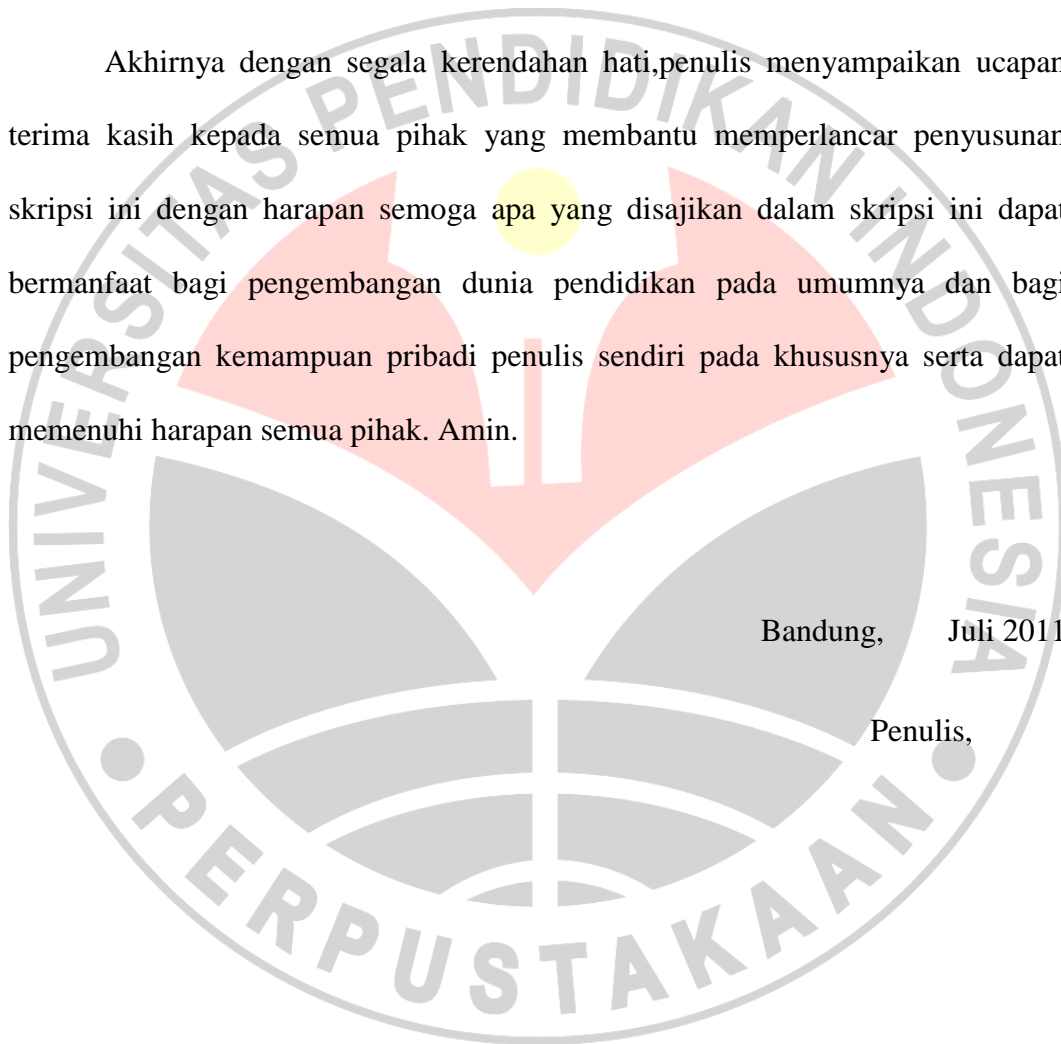 Akhirnya dengan segala kerendahan hati,penulis menyampaikan ucapan
terima kasih kepada semua pihak yang membantu memperlancar penyusunan
skripsi ini dengan harapan semoga apa yang disajikan dalam skripsi ini dapat
bermanfaat bagi pengembangan dunia pendidikan pada umumnya dan bagi
pengembangan kemampuan pribadi penulis sendiri pada khususnya serta dapat
memenuhi harapan semua pihak. Amin.
Bandung, Juli 2011
Penulis,
UNIVERSITAS PENDIDIKAN INDONESIA
PERPUSTAKAAN